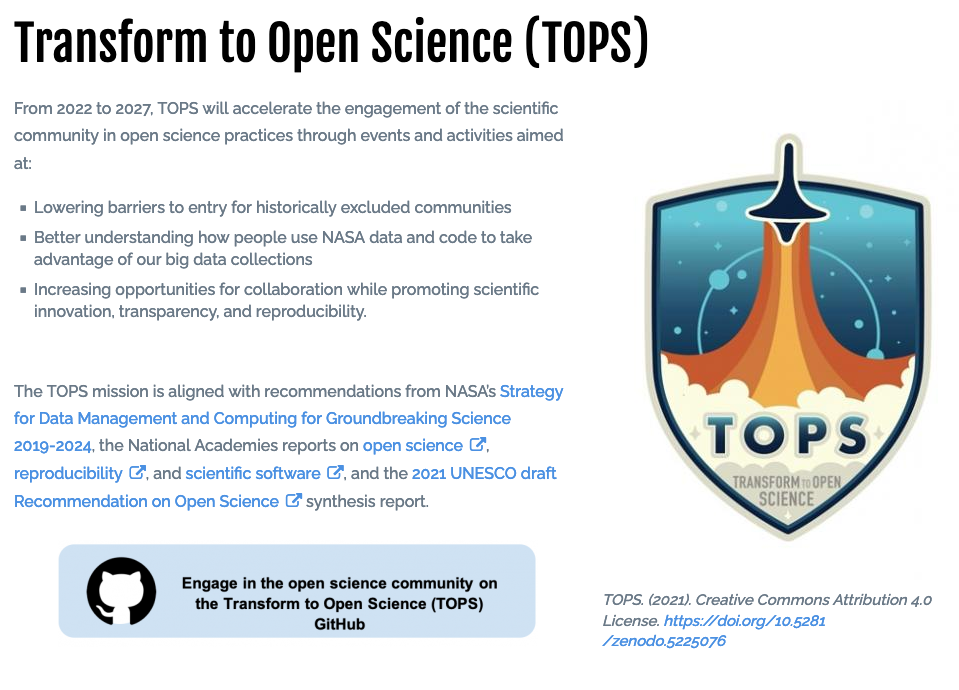 Transform to Open Science (TOPS)
From 2022 to 2027, TOPS will accelerate the engagement of the scientific
community in open science practices through events and activities aimed
at:
Lowering barriers to entry for historically excluded communities
Better understanding how people use NASA data and code to take
advantage of our big data collections
Increasing opportunities for collaboration while promoting scientific
innovation, transparency, and reproducibility.
The TOPS mission is aligned with recommendations from NASA's Strategy
for Data Management and Computing for Groundbreaking Science
2019-2024, the National Academies reports on open science ,
reproducibility , and scientific software , and the 2021 UNESCO draft
Recommendation on Open Science synthesis report.
Engage in the open science community on
the Transform to Open Science (TOPS)
GitHub
TOPS
TRANSFORM TO OPEN
SCIENCE
TOPS. (2021). Creative Commons Attribution 4.0
License. https://doi.org/10.5281
/zenodo.5225076